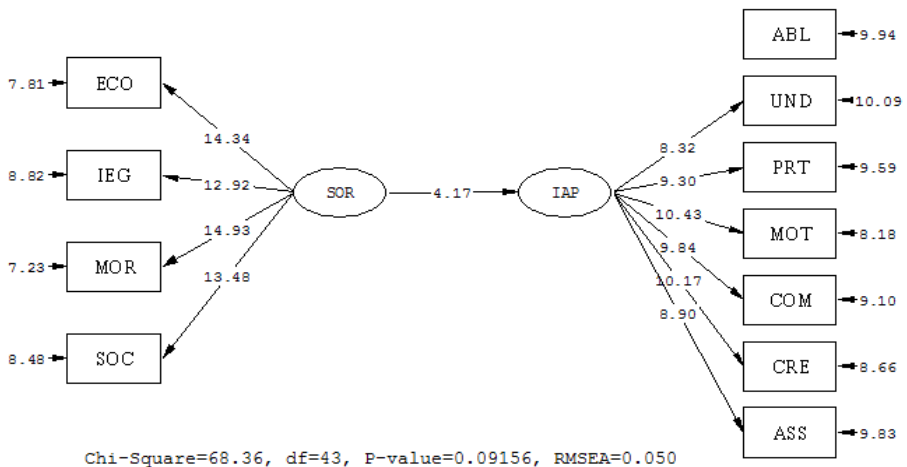 ABL
9.94
7.81
ECO
UND
10.09
14.34
8.32
8.82
IEG
12.92
SOR
4.17
IAP
9.30
PRT
9.59
14.93
10.43
MOT
8.18
7.23
MOR
13.48
9.84
10.17
COM
9.10
8.90
8.48
SOC
CRE
8.66
ASS
9.83
Chi-Square=68.36, df=43, P-value=0.09156, RMSEA=0.050